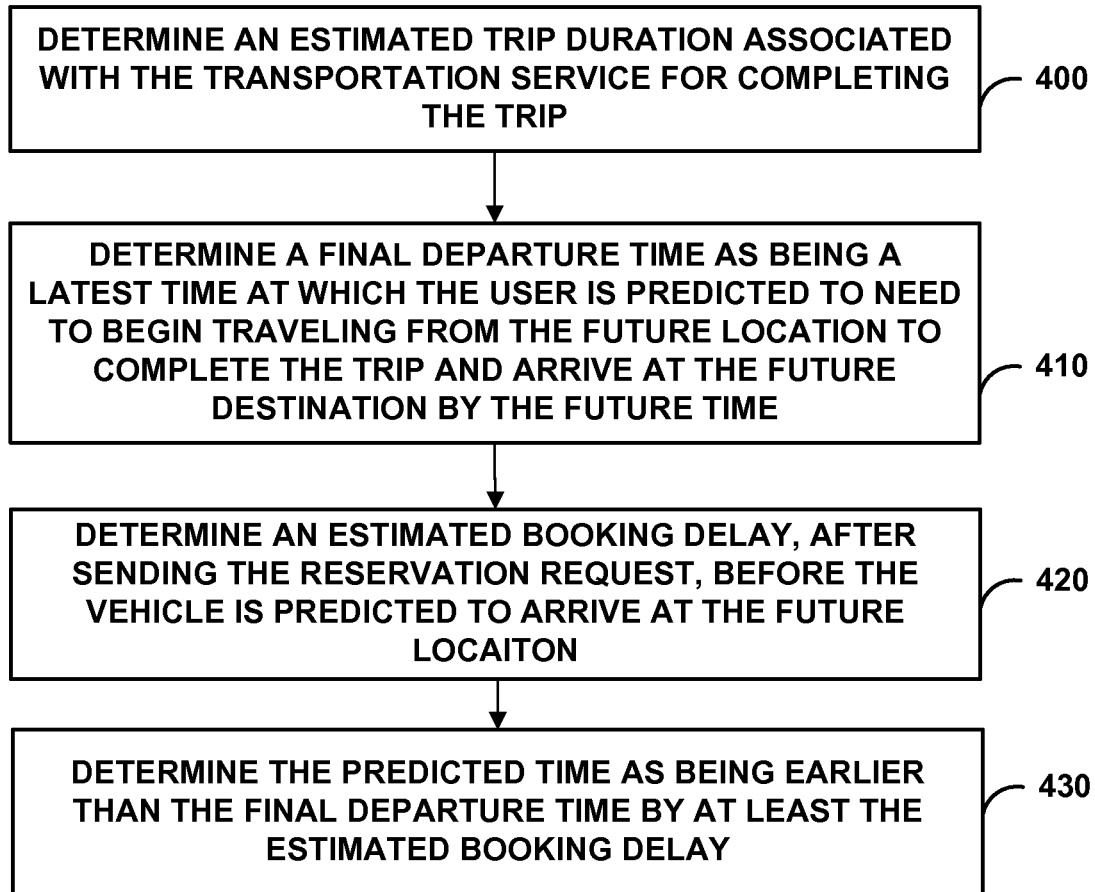 DETERMINE AN ESTIMATED TRIP DURATION ASSOCIATED
WITH THE TRANSPORTATION SERVICE FOR COMPLETING
THE TRIP
400
DETERMINE A FINAL DEPARTURE TIME AS BEING A
LATEST TIME AT WHICH THE USER IS PREDICTED TO NEED
TO BEGIN TRAVELING FROM THE FUTURE LOCATION TO
COMPLETE THE TRIP AND ARRIVE AT THE FUTURE
DESTINATION BY THE FUTURE TIME
410
DETERMINE AN ESTIMATED BOOKING DELAY, AFTER
SENDING THE RESERVATION REQUEST, BEFORE THE
VEHICLE IS PREDICTED TO ARRIVE AT THE FUTURE
LOCAITON
420
DETERMINE THE PREDICTED TIME AS BEING EARLIER
THAN THE FINAL DEPARTURE TIME BY AT LEAST THE
ESTIMATED BOOKING DELAY
430